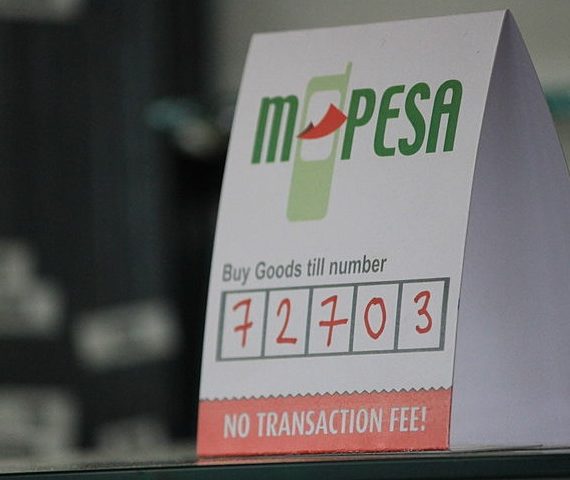 M PESA
Buy Goods till number
72703
NO TRANSACTION FEE!